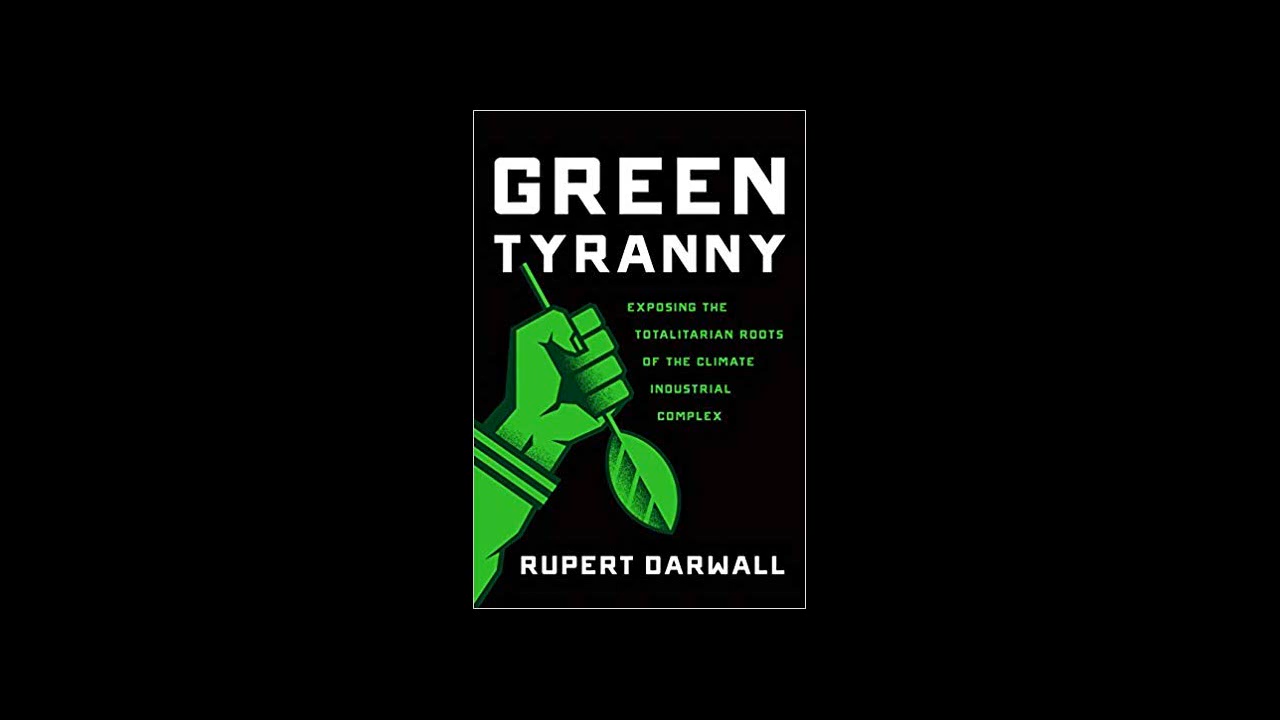 GREEN
TYRANNY
EXPOSING THE
TOTALITARIAN ROOTS
OF THE CLIMATE
INDUSTRIAL
COMPLEX
RUPERT DARWALL